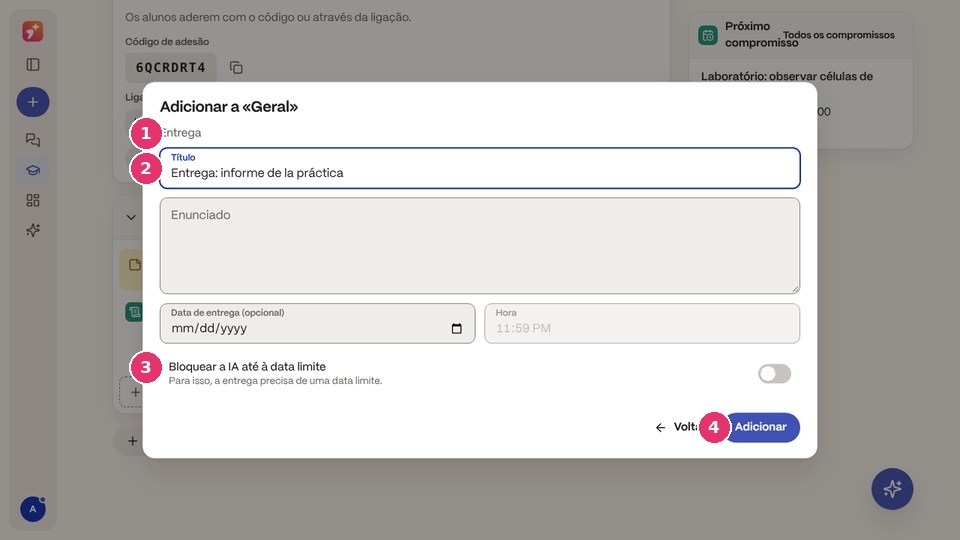 Os alunos aderem com o código ou através da ligação.
Código de adesão
6QCRDRT4
Liga
Próximo compromisso
Todos os compromissos
Laboratório: observar células de
00
Adicionar a «Geral»
1
Entrega
2
Título
Entrega: informe de la práctica
Enunciado
Data de entrega (opcional)
mm/dd/yyyy
Hora
11:59 PM
3
Bloquear a IA até à data limite
Para isso, a entrega precisa de uma data limite.
Volta
4
Adicionar
A